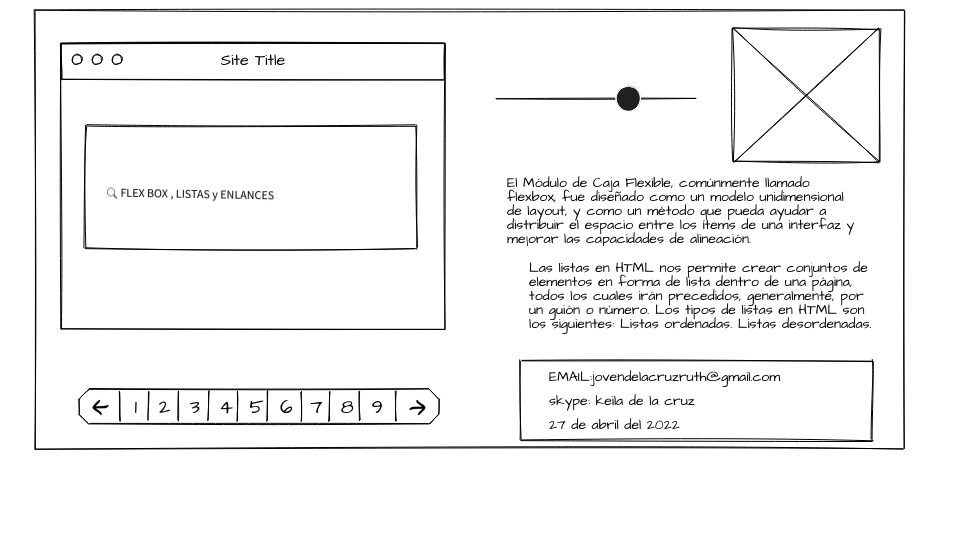 Site Title
FLEX BOX , LISTAS y ENLANCES
El Módulo de Caja Flexible, comúnmente llamado
flexbox, fue diseñado como un modelo unidimensional
de layout, y como un método que pueda ayudar a
distribuir el espacio entre los ítems de una interfaz y
mejorar las capacidades de alineación.
Las listas en HTML nos permite crear conjuntos de
elementos en forma de lista dentro de una página,
todos los cuales irán precedidos, generalmente, por
un guión o número. Los tipos de listas en HTML son
los siguientes: Listas ordenadas. Listas desordenadas.
EMAIL:jovendelacruzruth@gmail.com
skype: keila de la cruz
27 de abril del 2022
← 1 2 3 4 5 6 7 8 9 →